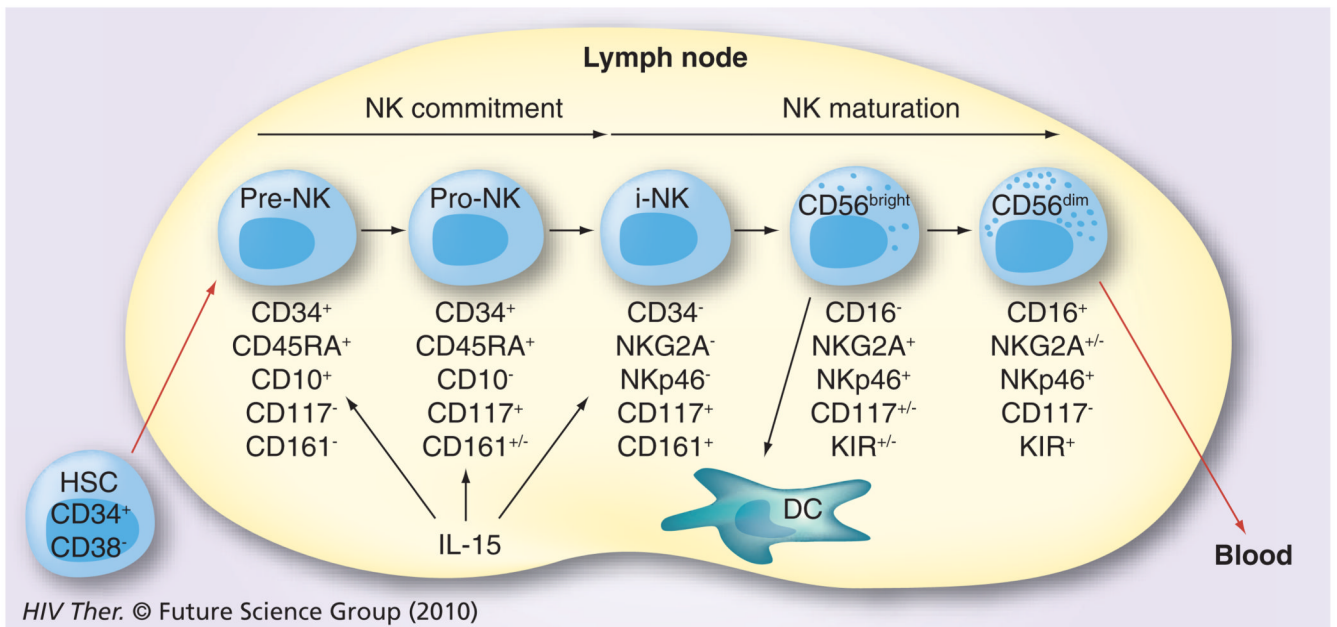 Lymph node
NK commitment
NK maturation
Pre-NK
CD34⁺
CD45RA⁺
CD10⁺
CD117⁻
CD161⁻
Pro-NK
CD34⁺
CD45RA⁺
CD10⁻
CD117⁺
CD161⁺/⁻
i-NK
CD34⁻
NKG2A⁻
NKp46⁻
CD117⁺
CD161⁺
CD56ᵇʳⁱᵍʰᵗ
CD16⁻
NKG2A⁺
NKp46⁺
CD117⁺/⁻
KIR⁺/⁻
CD56ᵈⁱᵐ
CD16⁺
NKG2A⁺/⁻
NKp46⁺
CD117⁻
KIR⁺
HSC
CD34⁺
CD38⁻
IL-15
DC
Blood
HIV Ther. © Future Science Group (2010)